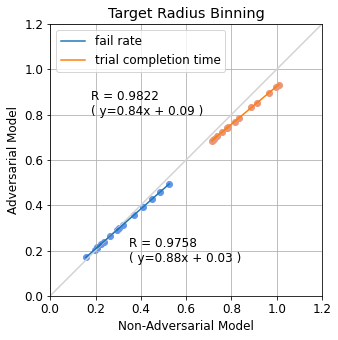 Target Radius Binning
1.2
1.0
0.8
0.6
0.4
0.2
0.0
Adversarial Model
fail rate
trial completion time
R = 0.9822
( y=0.84x + 0.09 )
R = 0.9758
( y=0.88x + 0.03 )
0.0 0.2 0.4 0.6 0.8 1.0 1.2
Non-Adversarial Model